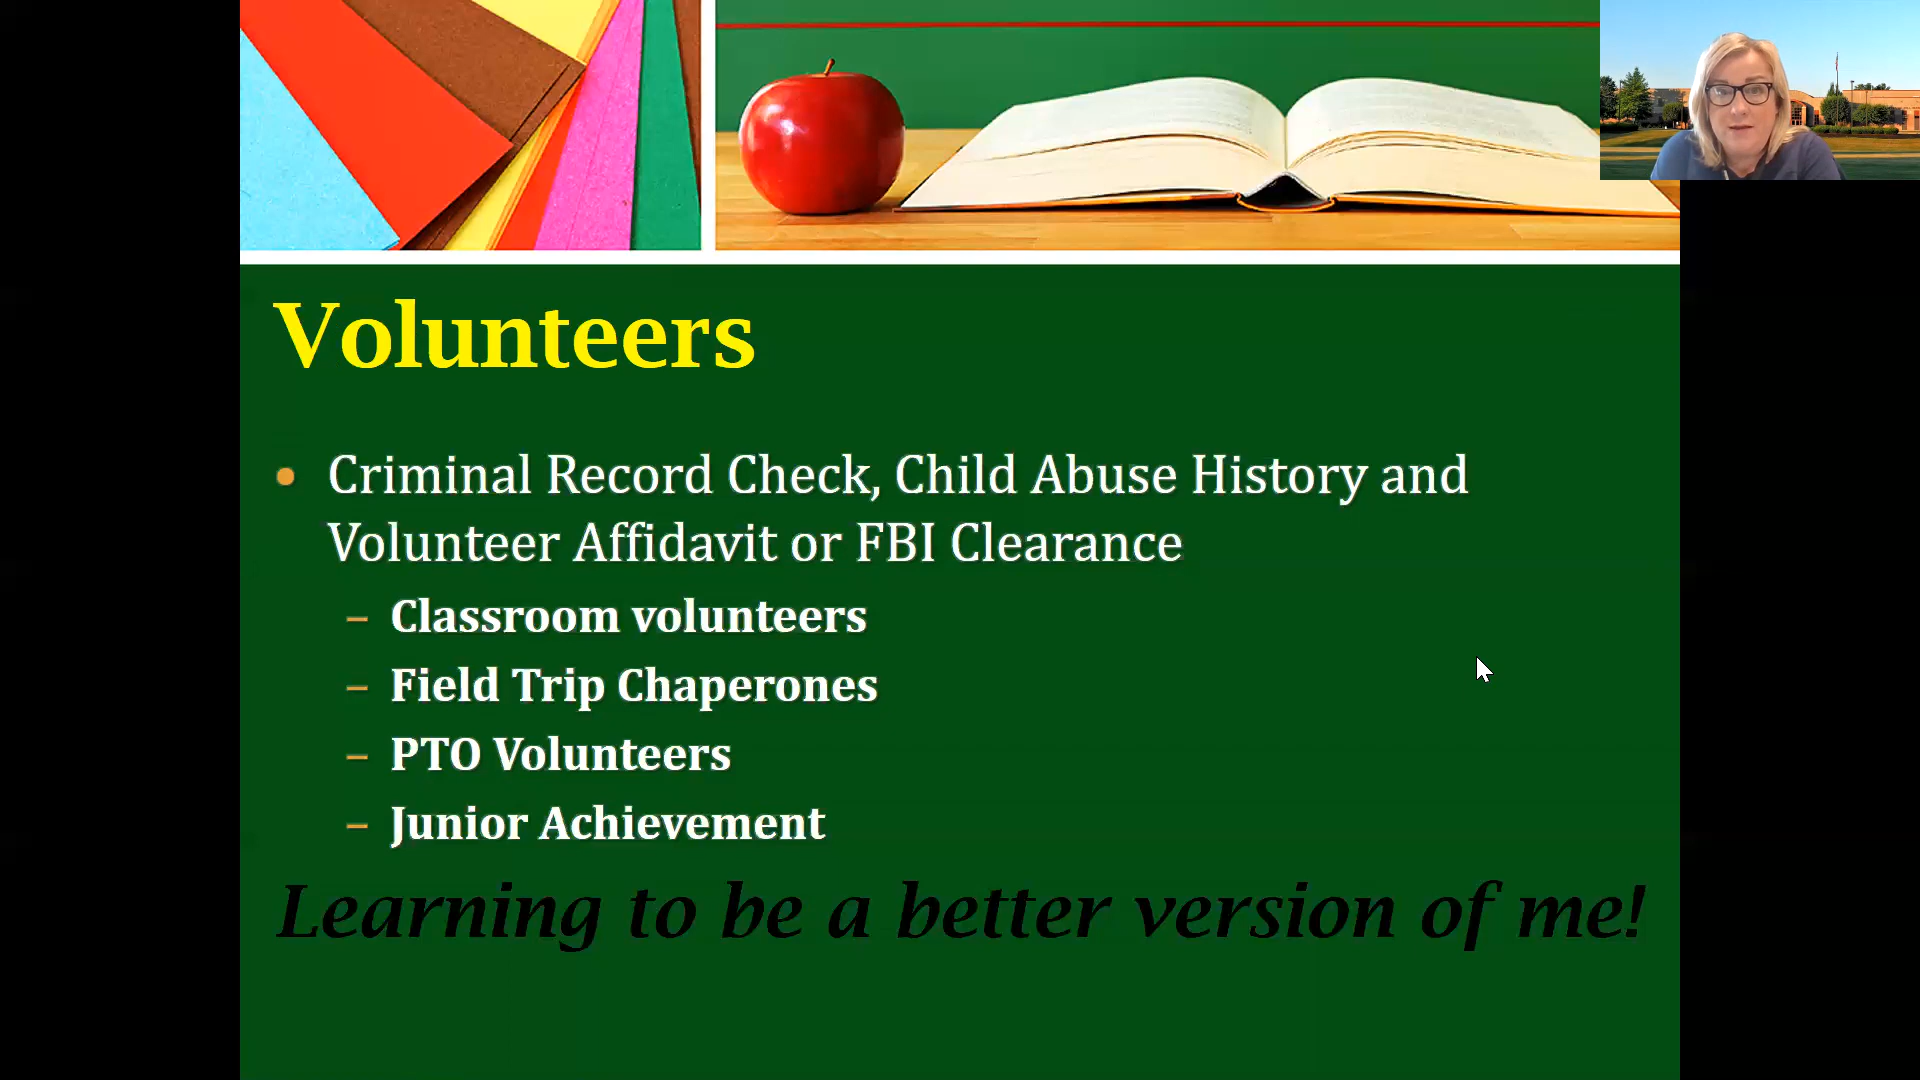 Volunteers
• Criminal Record Check, Child Abuse History and
Volunteer Affidavit or FBI Clearance
– Classroom volunteers
– Field Trip Chaperones
– PTO Volunteers
– Junior Achievement
Learning to be a better version of me!